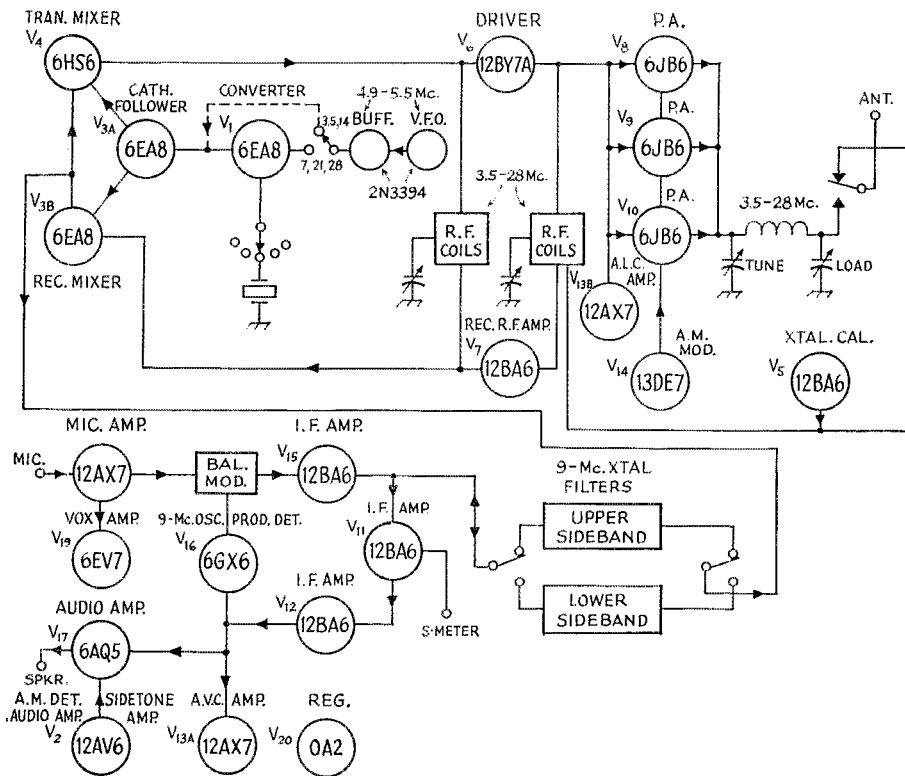 TRAN. MIXER
V4
6HS6
CATH. FOLLOWER
V3A
6EA8
CONVERTER
V1
6EA8
3.5,14
7, 21, 28
4.9-5.5 Mc.
BUFF.
V.F.O.
2N3394
V3B
6EA8
REC. MIXER
DRIVER
V6
12BY7A
3.5-28 Mc.
R.F. COILS
R.F. COILS
REC. R.F. AMP.
V7
12BA6
P.A.
V8
6JB6
P.A.
V9
6JB6
P.A.
V10
6JB6
A.L.C. AMP.
V13B
12AX7
A.M. MOD.
V14
13DE7
3.5-28 Mc.
TUNE
LOAD
ANT.
XTAL. CAL.
V5
12BA6
MIC. AMP.
MIC.
12AX7
BAL. MOD.
I.F. AMP.
V15
12BA6
VOX AMP.
V19
6EV7
9-Mc. OSC. PROD. DET.
V16
6GX6
I.F. AMP.
V11
12BA6
S-METER
I.F. AMP.
V12
12BA6
9-Mc. XTAL FILTERS
UPPER SIDEBAND
LOWER SIDEBAND
AUDIO AMP.
V17
6AQ5
SPKR.
A.M. DET. AUDIO AMP.
SIDETONE AMP.
V2
12AV6
A.V.C. AMP.
V13A
12AX7
REG.
V20
0A2